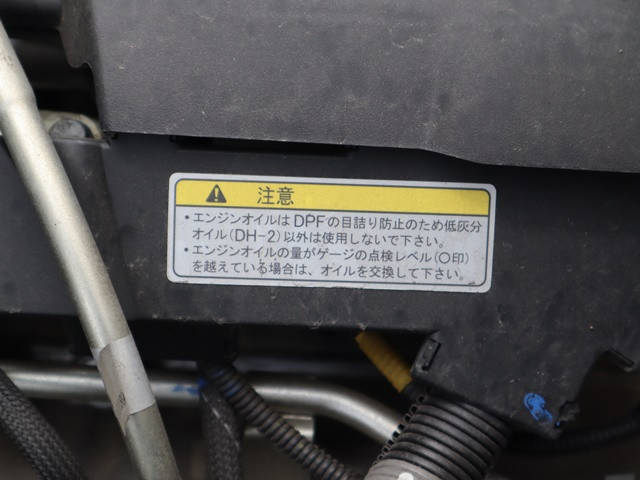 注意
・エンジンオイルはDPFの目詰り防止のため低灰分
オイル(DH-2)以外は使用しないで下さい。
・エンジンオイルの量がゲージの点検レベル(〇印)
を越えている場合は、オイルを交換して下さい。